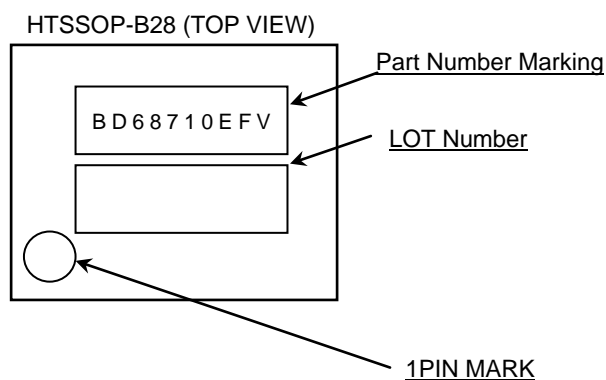 HTSSOP-B28 (TOP VIEW)
Part Number Marking
BD68710EFV
LOT Number
1PIN MARK